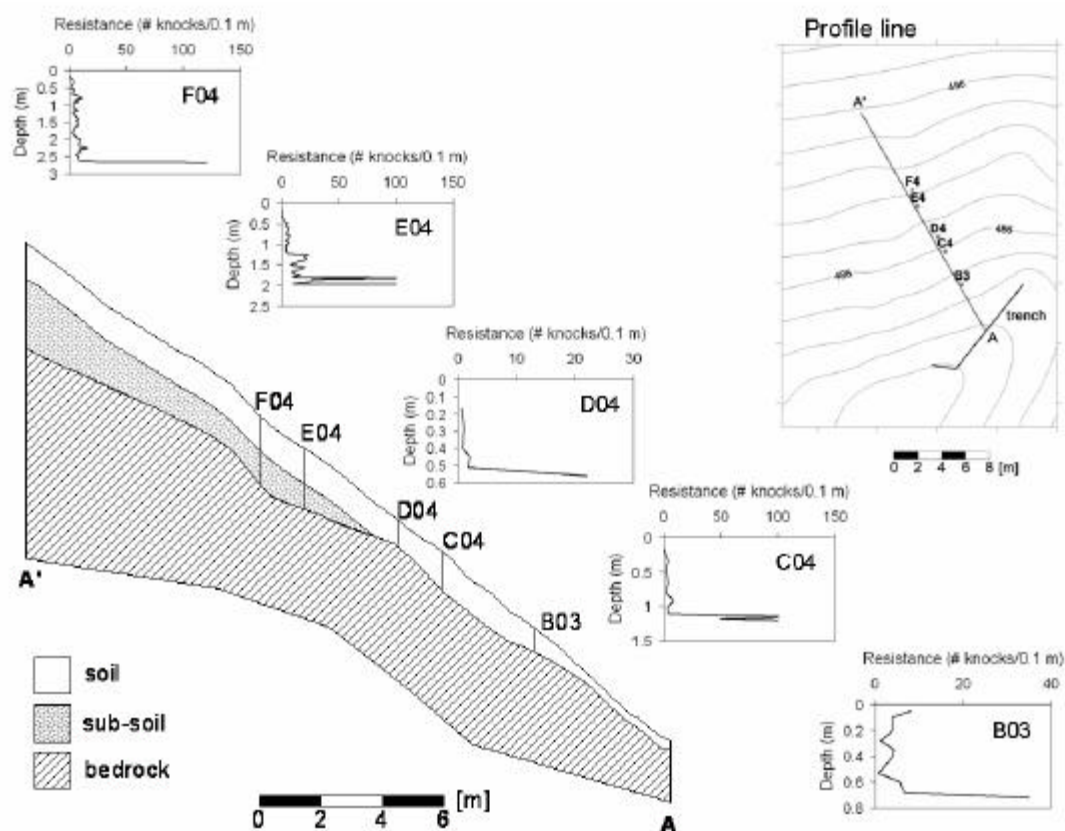 Resistance (# knocks/0.1 m)
0 50 100 150
Depth (m)
0
0.5
1
1.5
2
2.5
3
F04
Resistance (# knocks/0.1 m)
0 50 100 150
Depth (m)
0
0.5
1
1.5
2
2.5
E04
Resistance (# knocks/0.1 m)
0 10 20 30
Depth (m)
0
0.1
0.2
0.3
0.4
0.5
0.6
D04
Resistance (# knocks/0.1 m)
0 50 100 150
Depth (m)
0
0.5
1
1.5
C04
Resistance (# knocks/0.1 m)
0 20 40
Depth (m)
0
0.2
0.4
0.6
0.8
B03
Profile line
A'
F4
E4
D4
C4
B3
A
trench
0 2 4 6 8 [m]
F04
E04
D04
C04
B03
A'
A
soil
sub-soil
bedrock
0 2 4 6 [m]